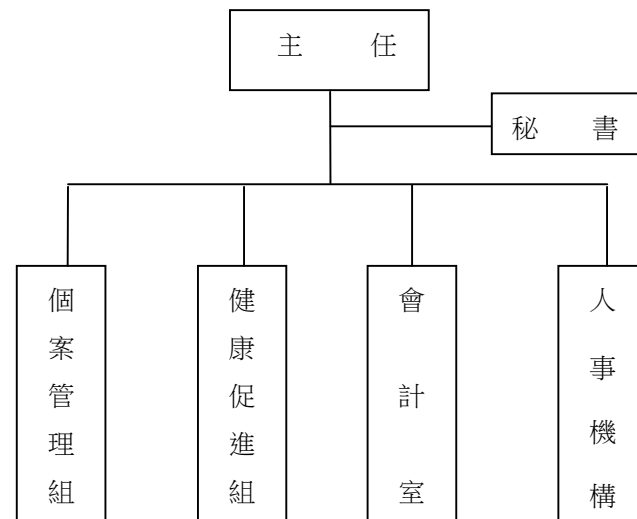 主任
秘書
個案管理組
健康促進組
會計室
人事機構